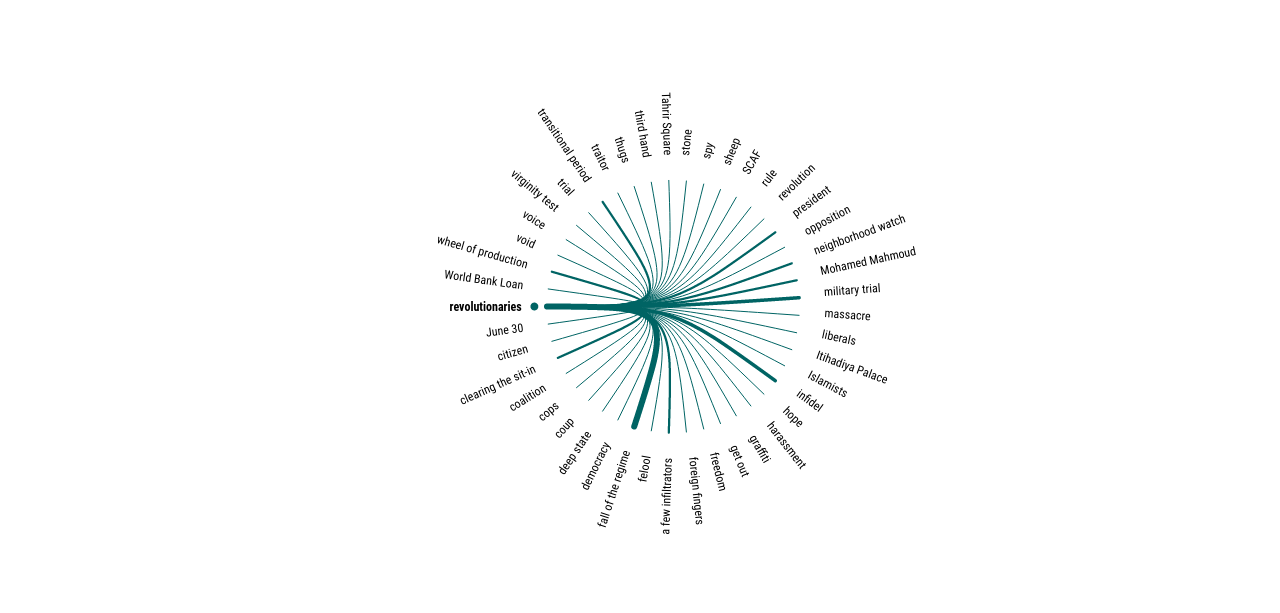 Tahrir Square
stone
spy
sheep
SCAF
rule
revolution
president
opposition
neighborhood watch
Mohamed Mahmoud
military trial
massacre
liberals
Itihadiya Palace
Islamists
infidel
hope
harassment
graffiti
get out
freedom
foreign fingers
a few infiltrators
felool
fall of the regime
democracy
deep state
coup
cops
coalition
clearing the sit-in
citizen
June 30
revolutionaries
World Bank Loan
wheel of production
void
voice
virginity test
trial
transitional period
traitor
thugs
third hand